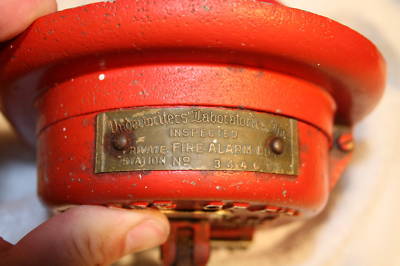 Underwriters' Laboratories, Inc.
INSPECTED
PRIVATE FIRE ALARM
STATION No